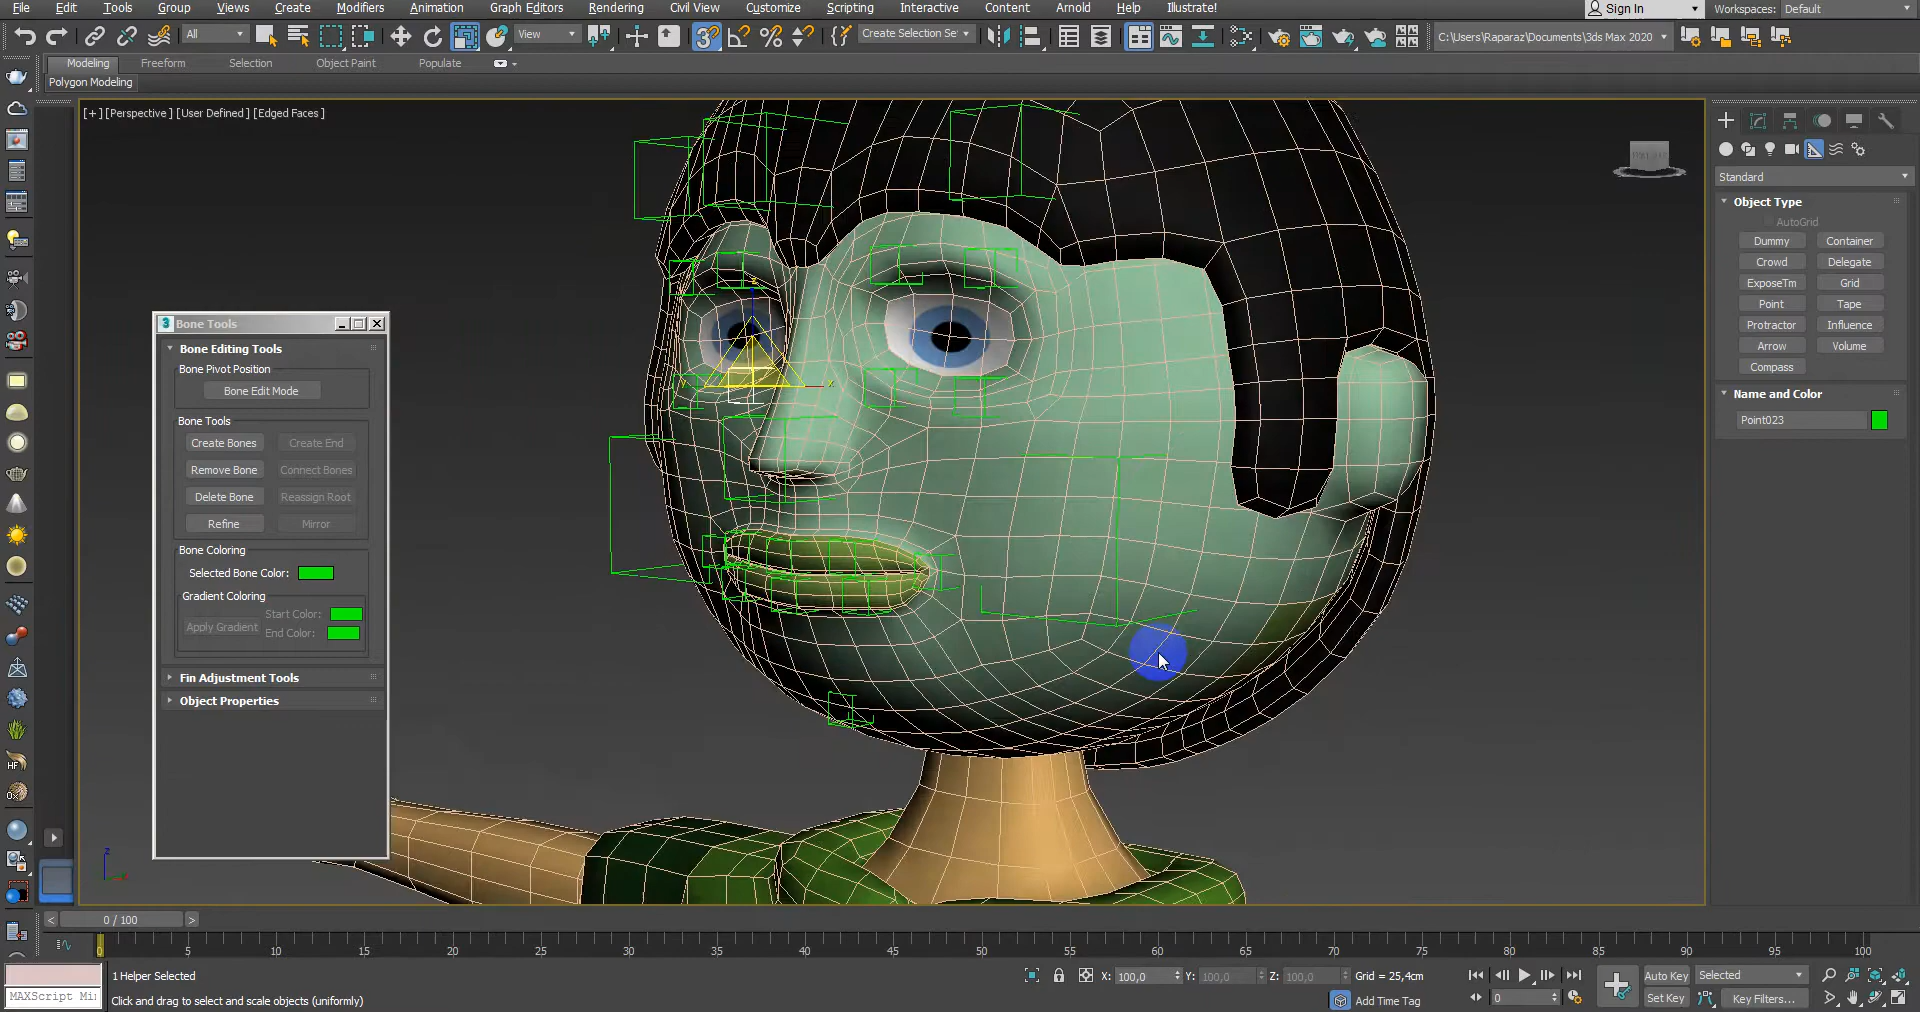 File Edit Tools Group Views Create Modifiers Animation Graph Editors Rendering Civil View Customize Scripting Interactive Content Arnold Help Illustrate! Sign In Workspaces: Default
All View Create Selection Se C:\Users\Raparaz\Documents\3ds Max 2020
Modeling Freeform Selection Object Paint Populate
Polygon Modeling
[+] [Perspective ] [User Defined ] [Edged Faces ]
Standard
Object Type
AutoGrid
Dummy Container
Crowd Delegate
ExposeTm Grid
Point Tape
Protractor Influence
Arrow Volume
Compass
Name and Color
Point023
3 Bone Tools
Bone Editing Tools
Bone Pivot Position
Bone Edit Mode
Bone Tools
Create Bones Create End
Remove Bone Connect Bones
Delete Bone Reassign Root
Refine Mirror
Bone Coloring
Selected Bone Color:
Gradient Coloring
Start Color:
Apply Gradient End Color:
Fin Adjustment Tools
Object Properties
z
y x
z
0 / 100
0 5 10 15 20 25 30 35 40 45 50 55 60 65 70 75 80 85 90 95 100
1 Helper Selected X: 100,0 Y: 100,0 Z: 100,0 Grid = 25,4cm Auto Key Selected
MAXScript Mi Click and drag to select and scale objects (uniformly) Add Time Tag 0 Set Key Key Filters...